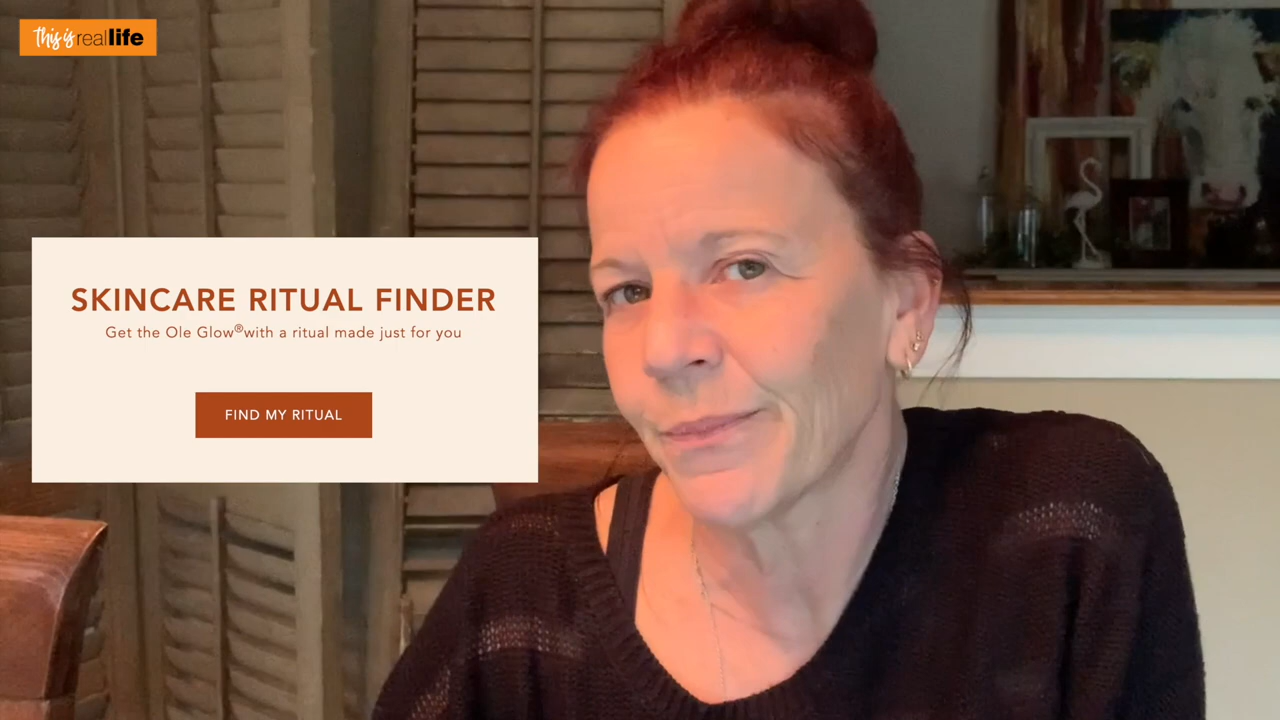 this is real life
SKINCARE RITUAL FINDER
Get the Ole Glow®with a ritual made just for you
FIND MY RITUAL